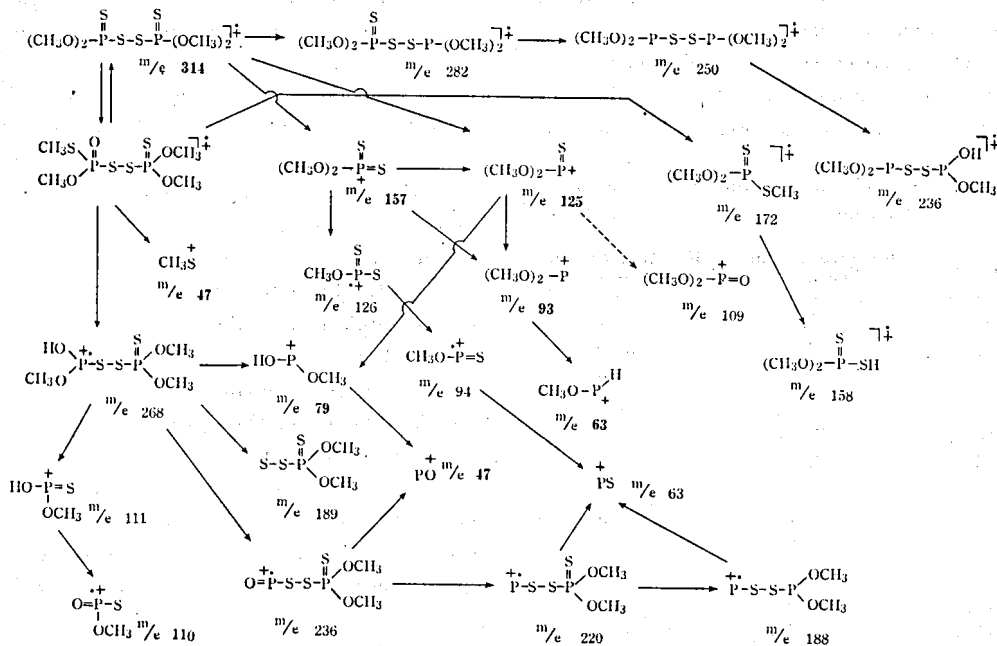 S S S
(CH₃O)₂-P-S-S-P-(OCH₃)₂⁺· (CH₃O)₂-P-S-S-P-(OCH₃)₂⁺· (CH₃O)₂-P-S-S-P-(OCH₃)₂⁺·
m/e 314 m/e 282 m/e 250
O S
CH₃S P-S-S-P OCH₃⁺·
CH₃O OCH₃
S
(CH₃O)₂-P=S
+
m/e 157
S
(CH₃O)₂-P+
m/e 125
S
(CH₃O)₂ P
SCH₃
m/e 172
(CH₃O)₂-P-S-S-P OH⁺·
OCH₃
m/e 236
CH₃S⁺
m/e 47
S
CH₃O-P-S
·+
m/e 126
(CH₃O)₂-P⁺
m/e 93
(CH₃O)₂-P⁺=O
m/e 109
HO S
P⁺·-S-S-P OCH₃
CH₃O OCH₃
m/e 268
HO-P⁺
OCH₃
m/e 79
CH₃O-P⁺·=S
m/e 94
CH₃O-P H
+
m/e 63
S
(CH₃O)₂-P-SH
m/e 158
HO-P⁺=S
OCH₃ m/e 111
S
S-S-P OCH₃
OCH₃
m/e 189
PO⁺ m/e 47
PS⁺ m/e 63
O=P·⁺-S
OCH₃ m/e 110
S
O=P⁺·-S-S-P OCH₃
OCH₃
m/e 236
S
P⁺·-S-S-P OCH₃
OCH₃
m/e 220
P⁺·-S-S-P OCH₃
OCH₃
m/e 188